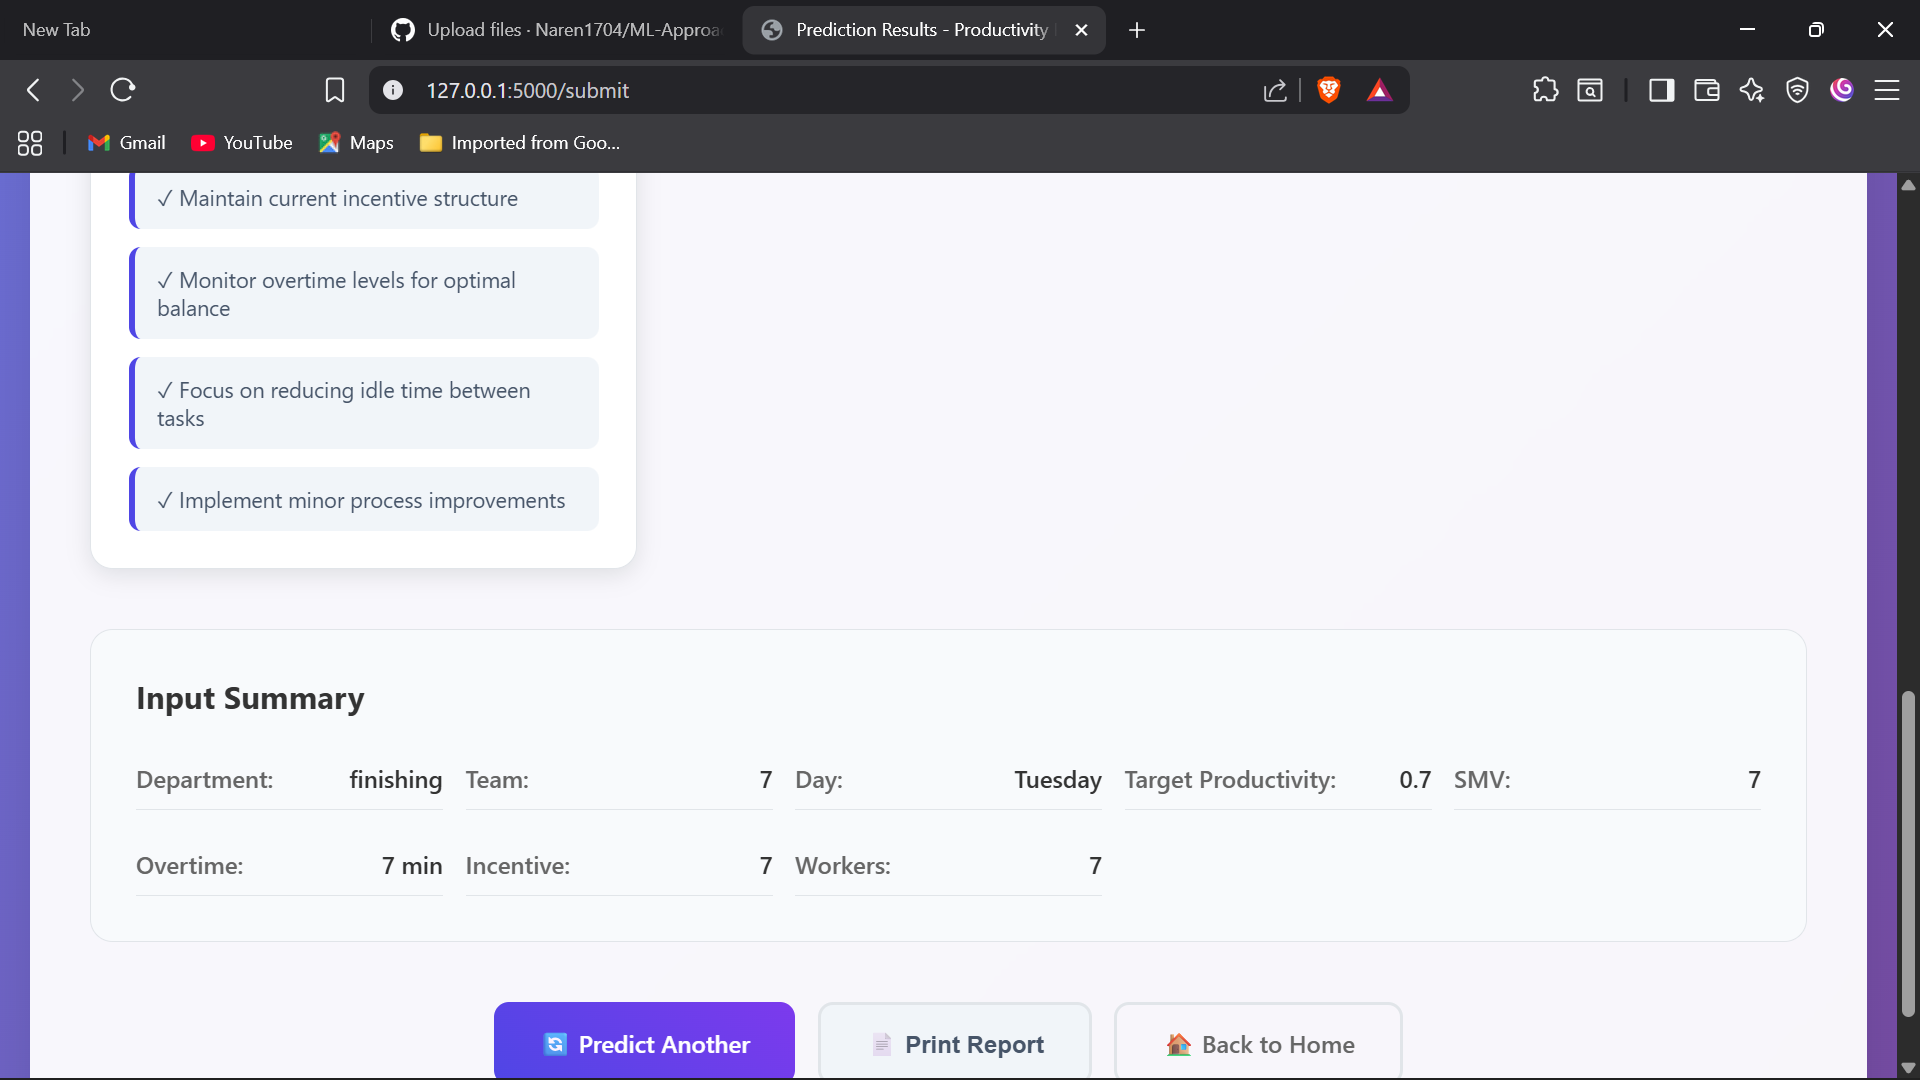 New Tab
Upload files · Naren1704/ML-Approa
Prediction Results - Productivity
127.0.0.1:5000/submit
Gmail
YouTube
Maps
Imported from Goo...
✓ Maintain current incentive structure
✓ Monitor overtime levels for optimal
balance
✓ Focus on reducing idle time between
tasks
✓ Implement minor process improvements
Input Summary
Department: finishing
Team: 7
Day: Tuesday
Target Productivity: 0.7
SMV: 7
Overtime: 7 min
Incentive: 7
Workers: 7
Predict Another
Print Report
Back to Home